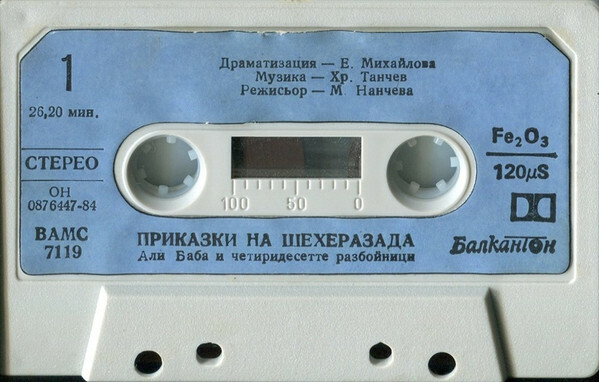 1
Драматизация — Е. Михайлова
Музика — Хр. Танчев
Режисьор — М. Нанчева
26,20 мин.
СТЕРЕО
ОН
0876447-84
ВАМС
7119
100 50 0
Fe₂O₃
120µS
ПРИКАЗКИ НА ШЕХЕРАЗАДА
Али Баба и четиридесетте разбойници
Балкантон